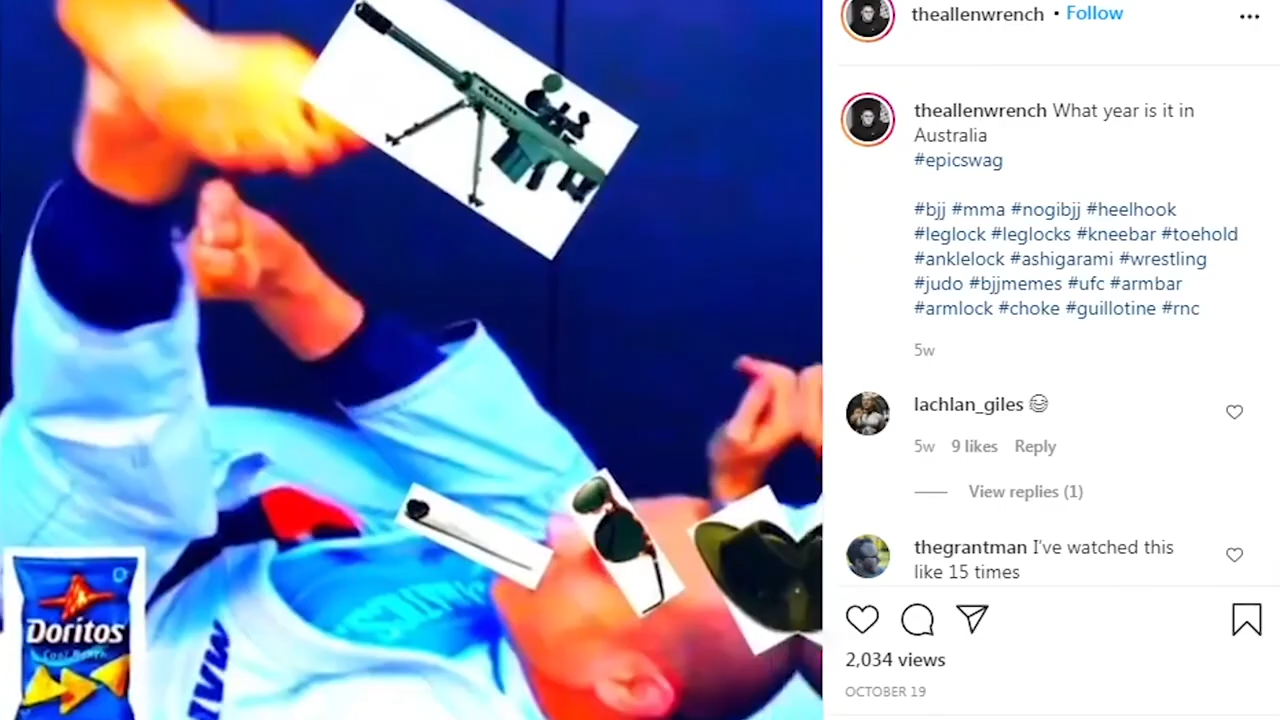 theallenwrench • Follow
theallenwrench What year is it in
Australia
#epicswag
#bjj #mma #nogibjj #heelhook
#leglock #leglocks #kneebar #toehold
#anklelock #ashigarami #wrestling
#judo #bjjmemes #ufc #armbar
#armlock #choke #guillotine #rnc
5w
lachlan_giles 😂
5w 9 likes Reply
View replies (1)
thegrantman I've watched this
like 15 times
2,034 views
OCTOBER 19
Doritos